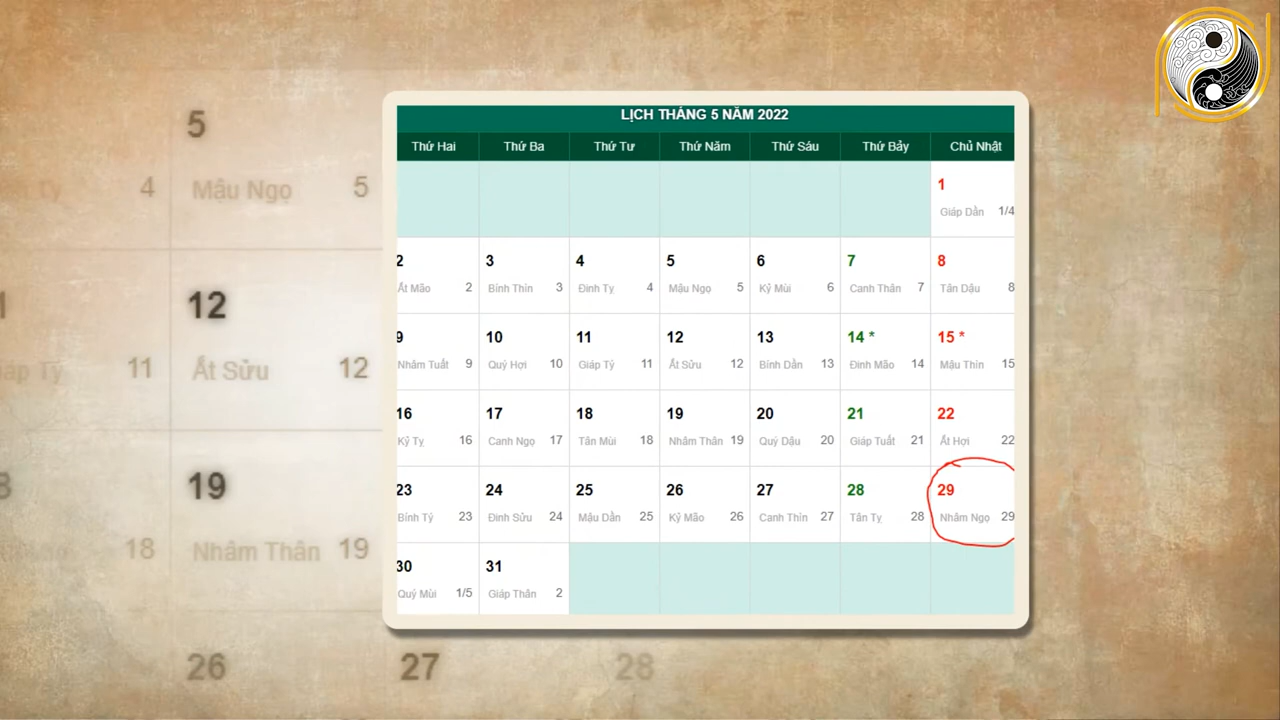 LỊCH THÁNG 5 NĂM 2022
Thứ Hai Thứ Ba Thứ Tư Thứ Năm Thứ Sáu Thứ Bảy Chủ Nhật
1
Giáp Dần 1/4
2 3 4 5 6 7 8
Ất Mão 2 Bính Thìn 3 Đinh Tỵ 4 Mậu Ngọ 5 Kỷ Mùi 6 Canh Thân 7 Tân Dậu 8
9 10 11 12 13 14 * 15 *
Nhâm Tuất 9 Quý Hợi 10 Giáp Tý 11 Ất Sửu 12 Bính Dần 13 Đinh Mão 14 Mậu Thìn 15
16 17 18 19 20 21 22
Kỷ Tỵ 16 Canh Ngọ 17 Tân Mùi 18 Nhâm Thân 19 Quý Dậu 20 Giáp Tuất 21 Ất Hợi 22
23 24 25 26 27 28 29
Bính Tý 23 Đinh Sửu 24 Mậu Dần 25 Kỷ Mão 26 Canh Thìn 27 Tân Tỵ 28 Nhâm Ngọ 29
30 31
Quý Mùi 1/5 Giáp Thân 2
5
4 Mậu Ngọ 5
12
11 Ất Sửu 12
19
18 Nhâm Thân 19
26 27 28